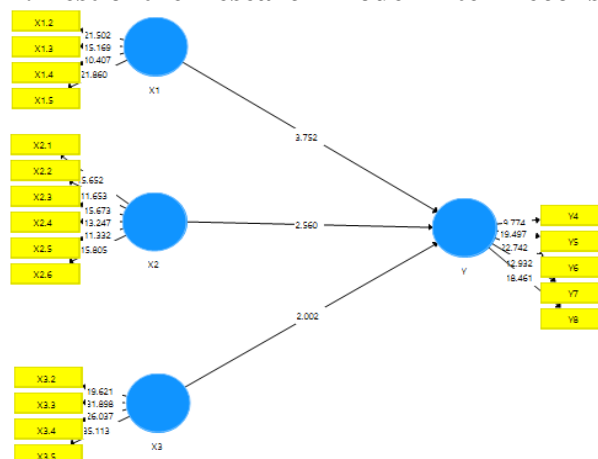 X1.2
X1.3
X1.4
X1.5
21.502
15.169
10.407
21.860
X1
3.752
X2.1
X2.2
X2.3
X2.4
X2.5
X2.6
5.652
11.653
15.673
13.247
11.332
15.805
X2
2.560
X3.2
X3.3
X3.4
X3.5
19.621
31.898
26.037
35.113
X3
2.002
Y
9.774
19.497
22.742
12.932
18.461
Y4
Y5
Y6
Y7
Y8